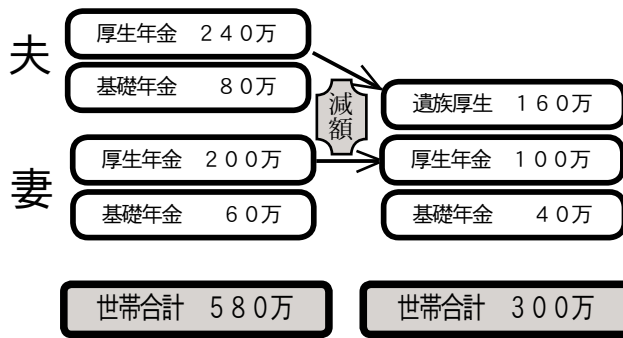 夫
厚生年金 240万
基礎年金 80万
妻
厚生年金 200万
基礎年金 60万
世帯合計 580万
減額
遺族厚生 160万
厚生年金 100万
基礎年金 40万
世帯合計 300万